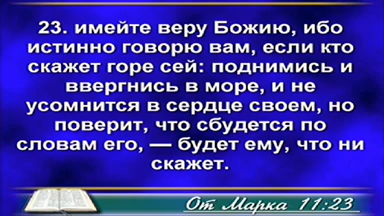 23. имейте веру Божию, ибо
истинно говорю вам, если кто
скажет горе сей: поднимись и
ввергнись в море, и не
усомнится в сердце своем, но
поверит, что сбудется по
словам его, — будет ему, что ни
скажет.
От Марка 11:23